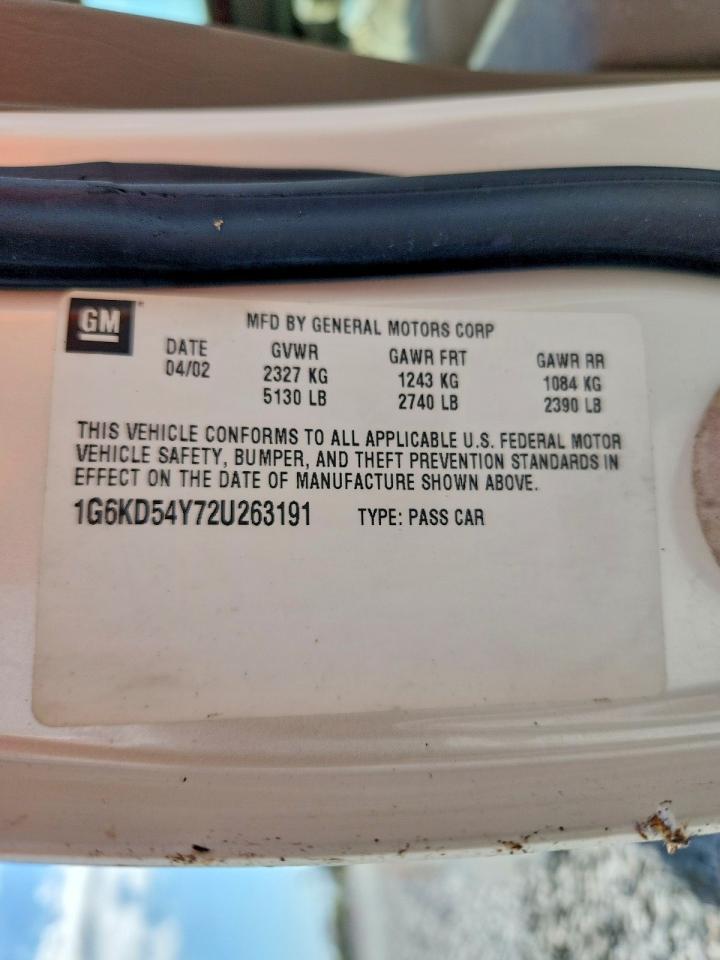 GM
MFD BY GENERAL MOTORS CORP
DATE GVWR GAWR FRT GAWR RR
04/02 2327 KG 1243 KG 1084 KG
5130 LB 2740 LB 2390 LB
THIS VEHICLE CONFORMS TO ALL APPLICABLE U.S. FEDERAL MOTOR
VEHICLE SAFETY, BUMPER, AND THEFT PREVENTION STANDARDS IN
EFFECT ON THE DATE OF MANUFACTURE SHOWN ABOVE.
1G6KD54Y72U263191 TYPE: PASS CAR